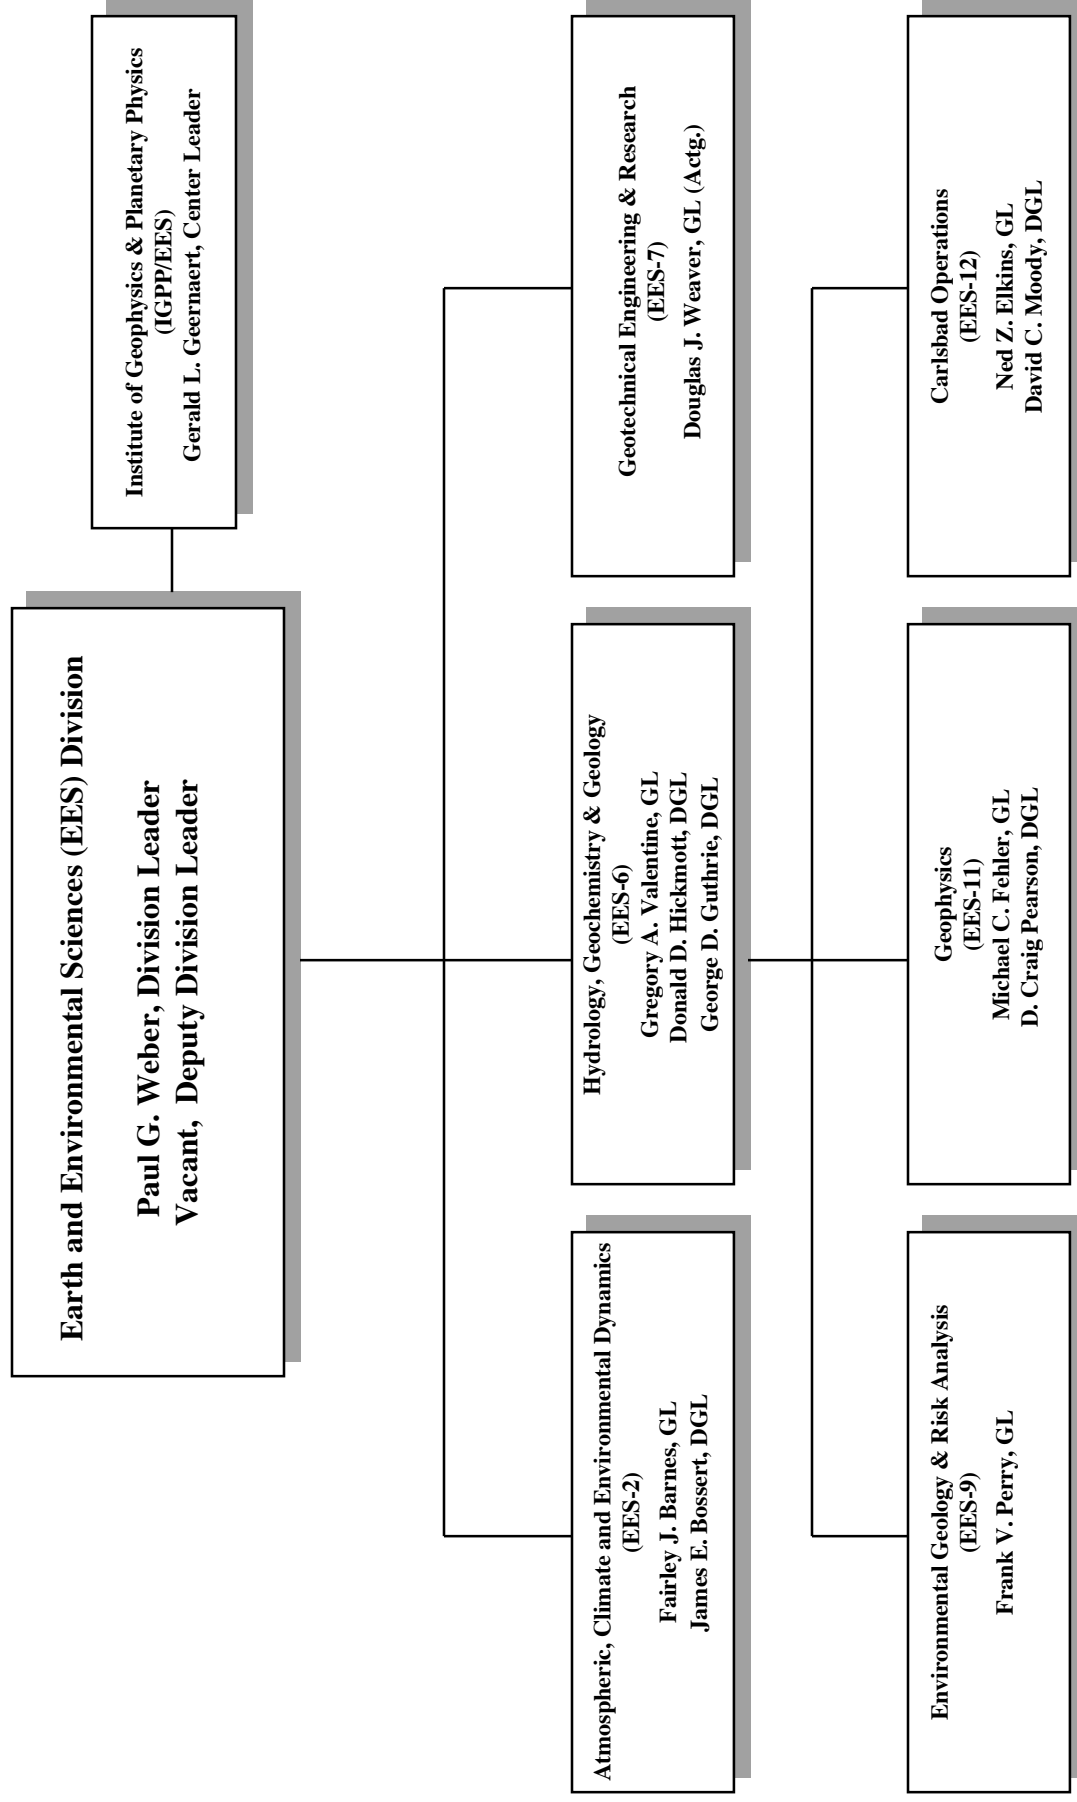 Earth and Environmental Sciences (EES) Division
Paul G. Weber, Division Leader
Vacant, Deputy Division Leader
Institute of Geophysics & Planetary Physics
(IGPP/EES)
Gerald L. Geernaert, Center Leader
Atmospheric, Climate and Environmental Dynamics
(EES-2)
Fairley J. Barnes, GL
James E. Bossert, DGL
Hydrology, Geochemistry & Geology
(EES-6)
Gregory A. Valentine, GL
Donald D. Hickmott, DGL
George D. Guthrie, DGL
Geotechnical Engineering & Research
(EES-7)
Douglas J. Weaver, GL (Actg.)
Environmental Geology & Risk Analysis
(EES-9)
Frank V. Perry, GL
Geophysics
(EES-11)
Michael C. Fehler, GL
D. Craig Pearson, DGL
Carlsbad Operations
(EES-12)
Ned Z. Elkins, GL
David C. Moody, DGL